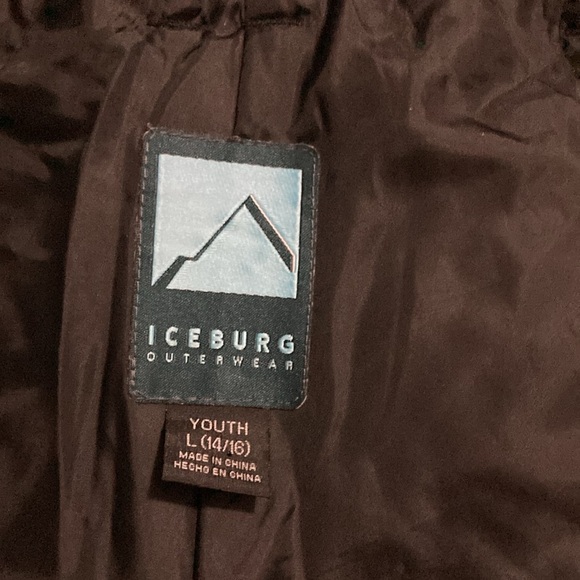 ICEBURG
OUTERWEAR
YOUTH
L (14/16)
MADE IN CHINA
HECHO EN CHINA